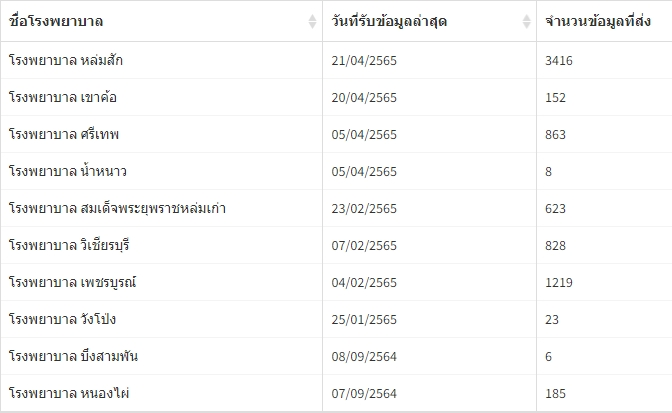 ชื่อโรงพยาบาล วันที่รับข้อมูลล่าสุด จำนวนข้อมูลที่ส่ง
โรงพยาบาล หล่มสัก 21/04/2565 3416
โรงพยาบาล เขาค้อ 20/04/2565 152
โรงพยาบาล ศรีเทพ 05/04/2565 863
โรงพยาบาล น้ำหนาว 05/04/2565 8
โรงพยาบาล สมเด็จพระยุพราชหล่มเก่า 23/02/2565 623
โรงพยาบาล วิเชียรบุรี 07/02/2565 828
โรงพยาบาล เพชรบูรณ์ 04/02/2565 1219
โรงพยาบาล วังโป่ง 25/01/2565 23
โรงพยาบาล บึงสามพัน 08/09/2564 6
โรงพยาบาล หนองไผ่ 07/09/2564 185